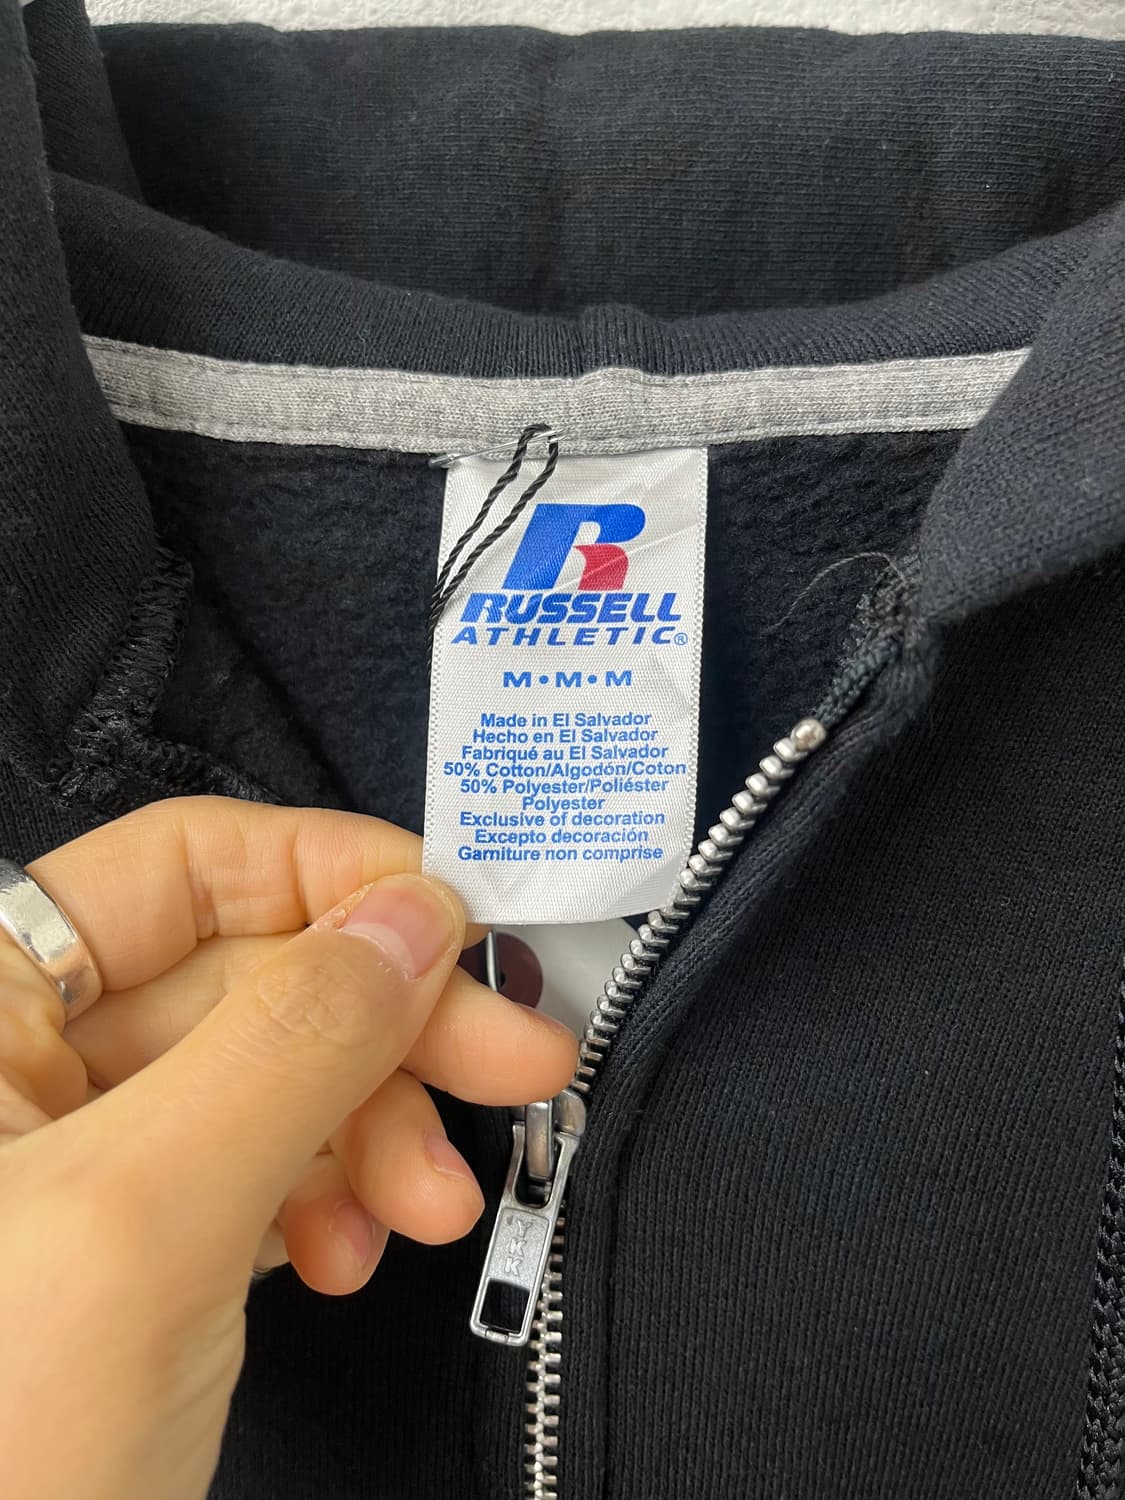 R
RUSSELL
ATHLETIC®
M•M•M
Made in El Salvador
Hecho en El Salvador
Fabriqué au El Salvador
50% Cotton/Algodón/Coton
50% Polyester/Poliéster
Polyester
Exclusive of decoration
Excepto decoración
Garniture non comprise
YKK